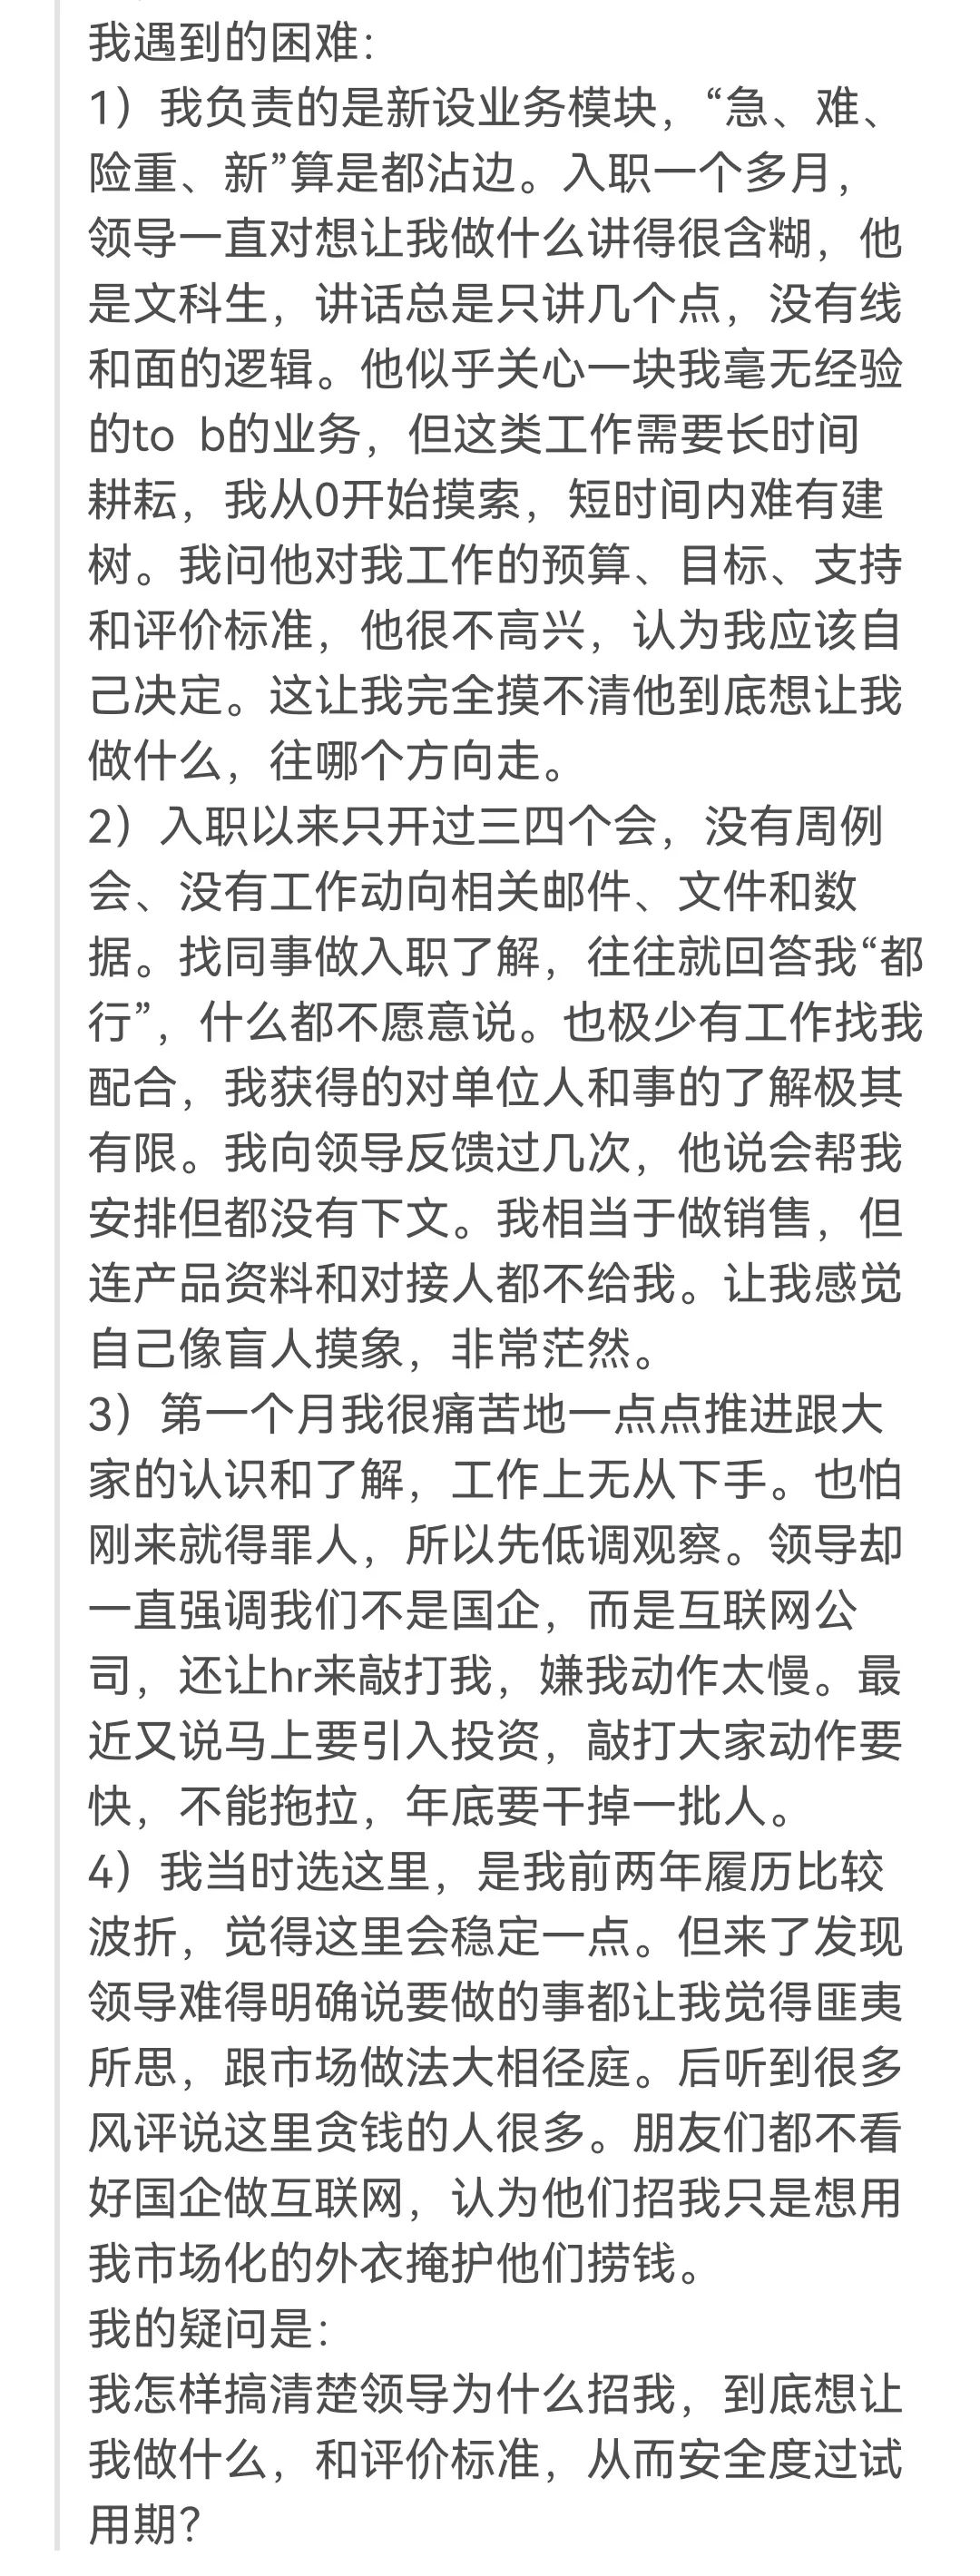 我遇到的困难：
1）我负责的是新设业务模块，“急、难、
险重、新”算是都沾边。入职一个多月，
领导一直对想让我做什么讲得很含糊，他
是文科生，讲话总是只讲几个点，没有线
和面的逻辑。他似乎关心一块我毫无经验
的to b的业务，但这类工作需要长时间
耕耘，我从0开始摸索，短时间内难有建
树。我问他对我工作的预算、目标、支持
和评价标准，他很不高兴，认为我应该自
己决定。这让我完全摸不清他到底想让我
做什么，往哪个方向走。
2）入职以来只开过三四个会，没有周例
会、没有工作动向相关邮件、文件和数
据。找同事做入职了解，往往就回答我“都
行”，什么都不愿意说。也极少有工作找我
配合，我获得的对单位人和事的了解极其
有限。我向领导反馈过几次，他说会帮我
安排但都没有下文。我相当于做销售，但
连产品资料和对接人都不给我。让我感觉
自己像盲人摸象，非常茫然。
3）第一个月我很痛苦地一点点推进跟大
家的认识和了解，工作上无从下手。也怕
刚来就得罪人，所以先低调观察。领导却
一直强调我们不是国企，而是互联网公
司，还让hr来敲打我，嫌我动作太慢。最
近又说马上要引入投资，敲打大家动作要
快，不能拖拉，年底要干掉一批人。
4）我当时选这里，是我前两年履历比较
波折，觉得这里会稳定一点。但来了发现
领导难得明确说要做的事都让我觉得匪夷
所思，跟市场做法大相径庭。后听到很多
风评说这里贪钱的人很多。朋友们都不看
好国企做互联网，认为他们招我只是想用
我市场化的外衣掩护他们捞钱。
我的疑问是：
我怎样搞清楚领导为什么招我，到底想让
我做什么，和评价标准，从而安全度过试
用期？